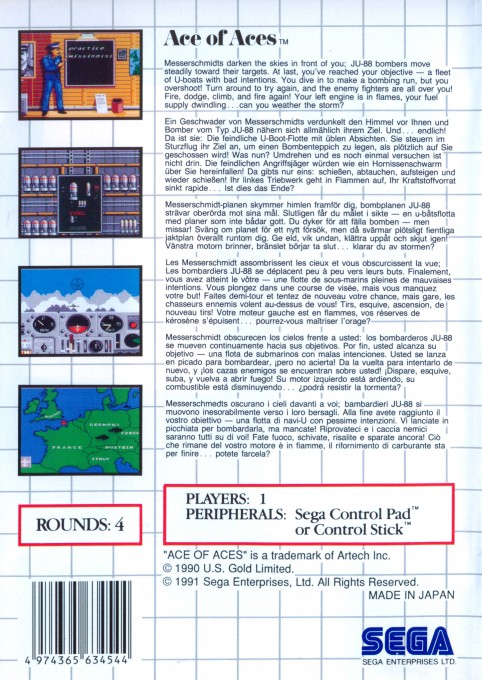 Ace of Aces™
Messerschmidts darken the skies in front of you; JU-88 bombers move
steadily toward their targets. At last, you've reached your objective — a fleet
of U-boats with bad intentions. You dive in to make a bombing run, but you
overshoot! Turn around to try again, and the enemy fighters are all over you!
Fire, dodge, climb, and fire again! Your left engine is in flames, your fuel
supply dwindling. . . can you weather the storm?
Ein Geschwader von Messerschmidts verdunkelt den Himmel vor Ihnen und
Bomber vom Typ JU-88 nähern sich allmählich ihrem Ziel. Und. . . endlich!
Da ist sie: Die feindliche U-Boot-Flotte mit üblen Absichten. Sie steuern im
Sturzflug ihr Ziel an, um einen Bombenteppich zu legen, als plötzlich auf Sie
geschossen wird! Was nun? Umdrehen und es noch einmal versuchen ist
nicht drin. Die feindlichen Angriffsjäger würden wie ein Hornissenschwarm
über Sie hereinfallen! Da gibts nur eins: schießen, abtauchen, aufsteigen und
wieder schießen! Ihr linkes Triebwerk geht in Flammen auf, Ihr Kraftstoffvorrat
sinkt rapide. . . Ist dies das Ende?
Messerschmidt-planen skymmer himlen framför dig, bombplanen JU-88
strävar oberörda mot sina mål. Slutligen får du målet i sikte — en u-båtsflotta
med planer som inte bådar gott. Du dyker för att fälla bomben — men
missar! Sväng om planet för ett nytt försök, men då svärmar plötsligt fientliga
jaktplan överallt runtom dig. Ge eld, vik undan, klättra uppåt och skjut igen!
Vänstra motorn brinner, bränslet börjar ta slut. . . klarar du av stormen?
Les Messerschmidt assombrissent les cieux et vous obscurcissent la vue;
Les bombardiers JU-88 se déplacent peu à peu vers leurs buts. Finalement,
vous avez atteint le vôtre — une flotte de sous-marins pleines de mauvaises
intentions. Vous plongez dans une course de visée, mais vous manquez
votre but! Faites demi-tour et tentez de nouveau votre chance, mais gare, les
chasseurs ennemis volent au-dessus de vous! Tirs, esquive, ascension, de
nouveau tirs! Votre moteur gauche est en flammes, vos réserves de
kérosène s'épuisent. . . pourrez-vous maîtriser l'orage?
Messerschmidt obscurecen los cielos frente a usted: los bombarderos JU-88
se mueven continuamente hacia sus objetivos. Por fin, usted alcanza su
objetivo — una flota de submarinos con malas intenciones. Usted se lanza
en picado para bombardear, ¡pero no acierta! Da la vuelta para intentarlo de
nuevo, y ¡los cazas enemigos se encuentran sobre usted! ¡Dispare, esquive,
suba, y vuelva a abrir fuego! Su motor izquierdo está ardiendo, su
combustible está disminuyendo. . . ¿podrá resistir la tormenta?
Messerschmedts oscurano i cieli davanti a voi; bambardieri JU-88 si
muovono inesorabilmente verso i loro bersagli. Alla fine avete raggiunto il
vostro obiettivo — una flotta di navi-U con pessime intenzioni. Vi lanciate in
picchiata per bombardarla, ma mancate! Riprovateci e i caccia nemici
saranno tutti su di voi! Fate fuoco, schivate, risalite e sparate ancora! Ciò
che rimane del vostro motore è in fiamme, il rifornimento di carburante sta
per finire. . . potete farcela?
practice
missions!
FUEL
GERMANY
FRANCE
ITALY
ROUNDS: 4
PLAYERS: 1
PERIPHERALS: Sega Control Pad™
or Control Stick™
"ACE OF ACES" is a trademark of Artech Inc.
© 1990 U.S. Gold Limited.
© 1991 Sega Enterprises, Ltd. All Rights Reserved.
MADE IN JAPAN
4 974365 634544
SEGA
SEGA ENTERPRISES LTD.